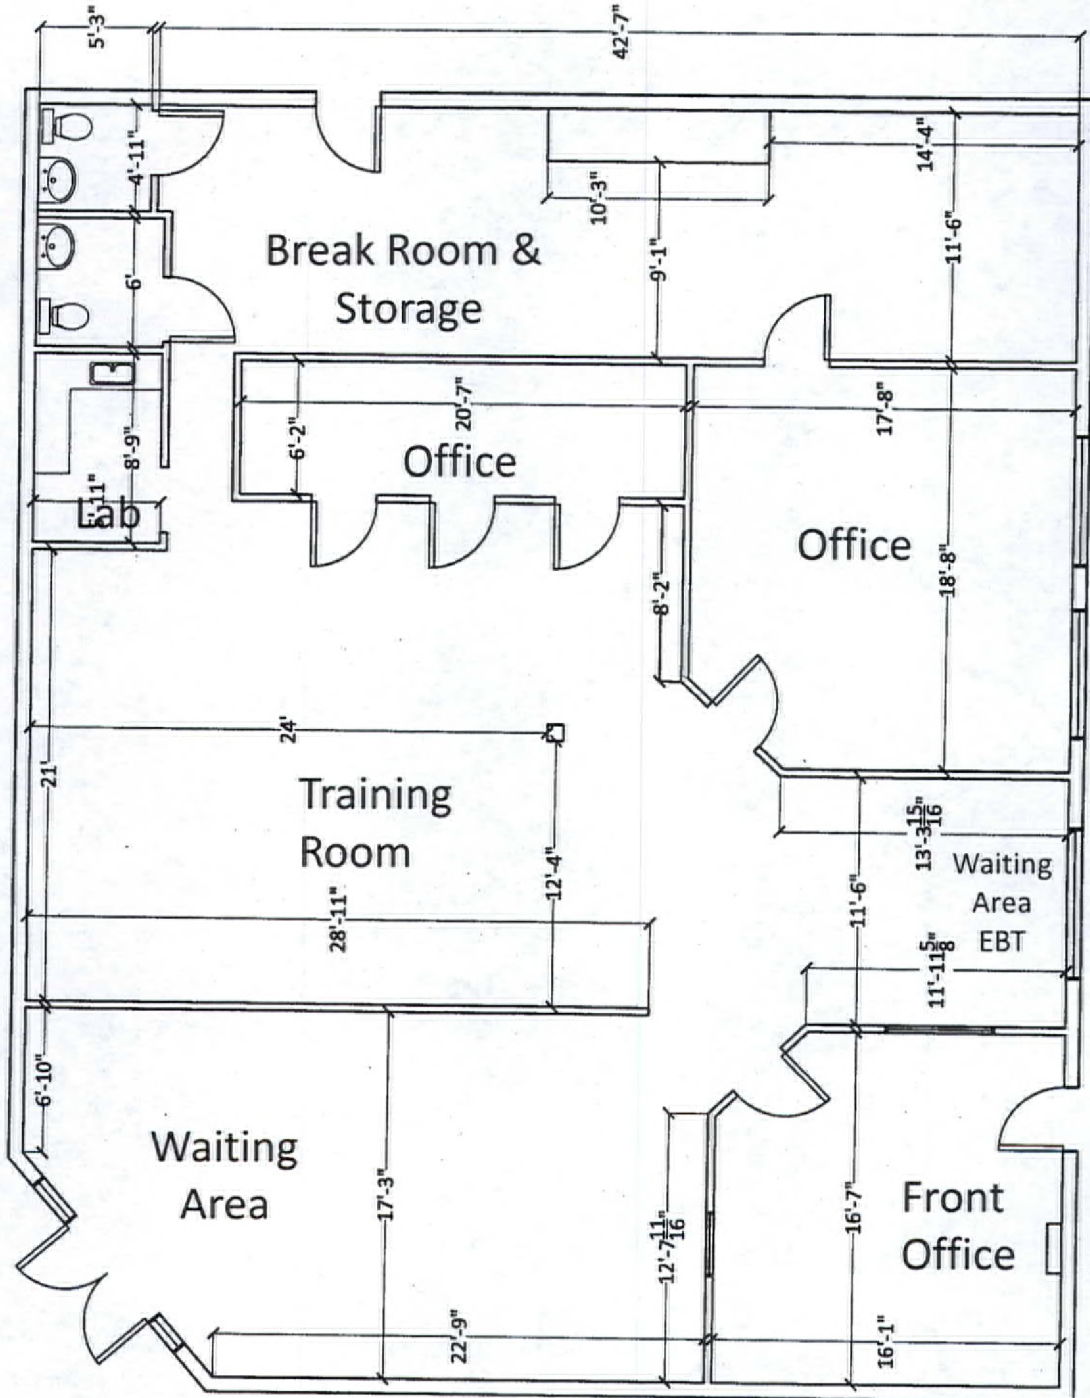 5'-3"
42'-7"
4'-11"
14'-4"
10'-3"
Break Room &
Storage
6'
9'-1"
11'-6"
8'-9"
6'-2"
20'-7"
17'-8"
Office
Lab
Office
8'-2"
18'-8"
24'
21'
Training
Room
12'-4"
28'-11"
13'-3 15/16"
11'-6"
Waiting
Area
EBT
11'-11 5/8"
6'-10"
Waiting
Area
17'-3"
12'-7 11/16"
16'-7"
Front
Office
22'-9"
16'-1"